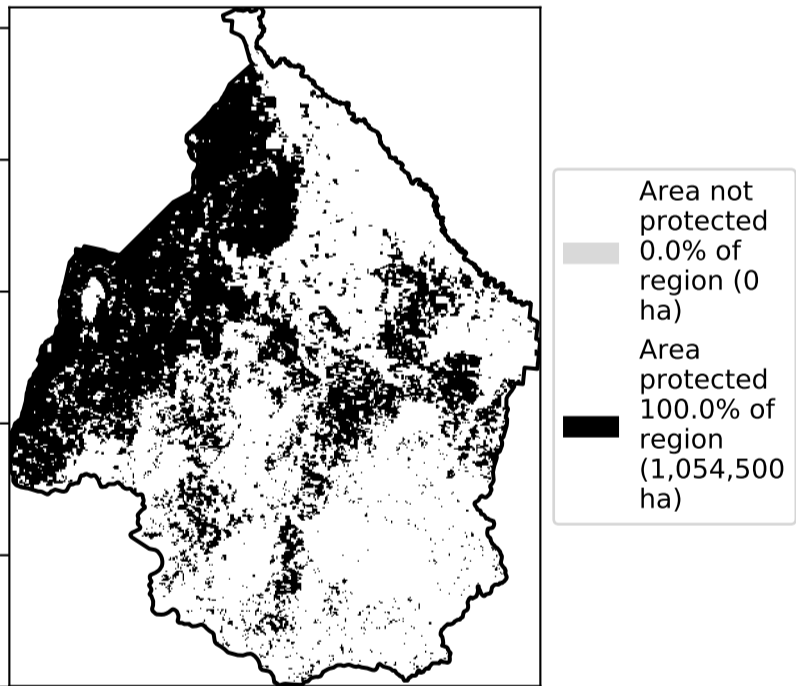 Area not
protected
0.0% of
region (0
ha)
Area
protected
100.0% of
region
(1,054,500
ha)